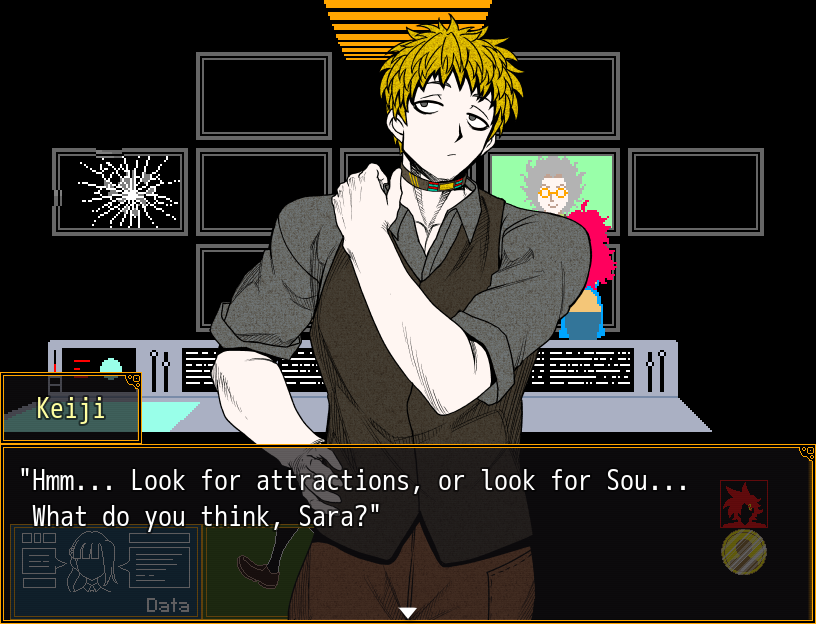 Keiji
"Hmm... Look for attractions, or look for Sou...
What do you think, Sara?"
Data